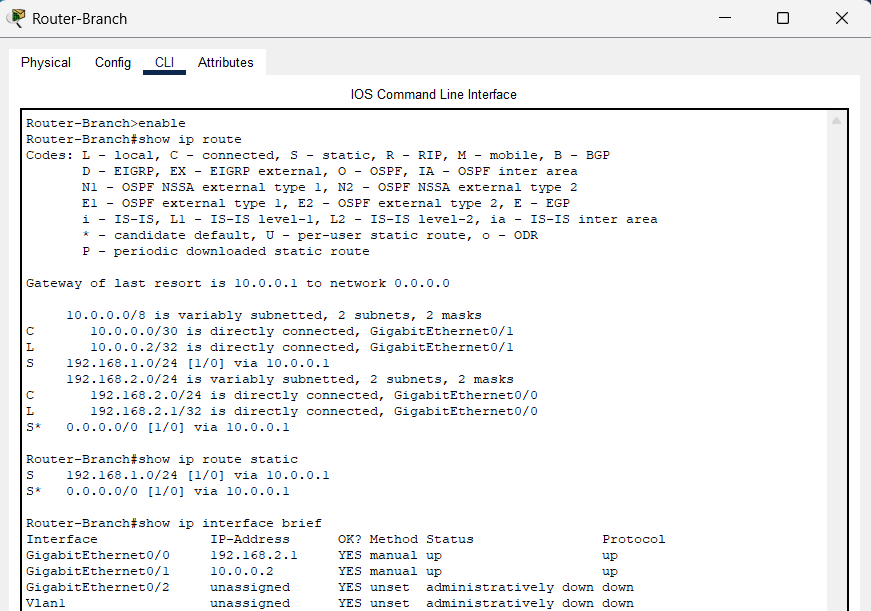 Router-Branch
Physical Config CLI Attributes
IOS Command Line Interface
Router-Branch>enable
Router-Branch#show ip route
Codes: L - local, C - connected, S - static, R - RIP, M - mobile, B - BGP
       D - EIGRP, EX - EIGRP external, O - OSPF, IA - OSPF inter area
       N1 - OSPF NSSA external type 1, N2 - OSPF NSSA external type 2
       E1 - OSPF external type 1, E2 - OSPF external type 2, E - EGP
       i - IS-IS, L1 - IS-IS level-1, L2 - IS-IS level-2, ia - IS-IS inter area
       * - candidate default, U - per-user static route, o - ODR
       P - periodic downloaded static route
Gateway of last resort is 10.0.0.1 to network 0.0.0.0
     10.0.0.0/8 is variably subnetted, 2 subnets, 2 masks
C       10.0.0.0/30 is directly connected, GigabitEthernet0/1
L       10.0.0.2/32 is directly connected, GigabitEthernet0/1
S    192.168.1.0/24 [1/0] via 10.0.0.1
     192.168.2.0/24 is variably subnetted, 2 subnets, 2 masks
C       192.168.2.0/24 is directly connected, GigabitEthernet0/0
L       192.168.2.1/32 is directly connected, GigabitEthernet0/0
S*   0.0.0.0/0 [1/0] via 10.0.0.1
Router-Branch#show ip route static
S    192.168.1.0/24 [1/0] via 10.0.0.1
S*   0.0.0.0/0 [1/0] via 10.0.0.1
Router-Branch#show ip interface brief
Interface              IP-Address      OK? Method Status                Protocol
GigabitEthernet0/0     192.168.2.1     YES manual up                    up
GigabitEthernet0/1     10.0.0.2        YES manual up                    up
GigabitEthernet0/2     unassigned      YES unset  administratively down down
Vlan1                  unassigned      YES unset  administratively down down